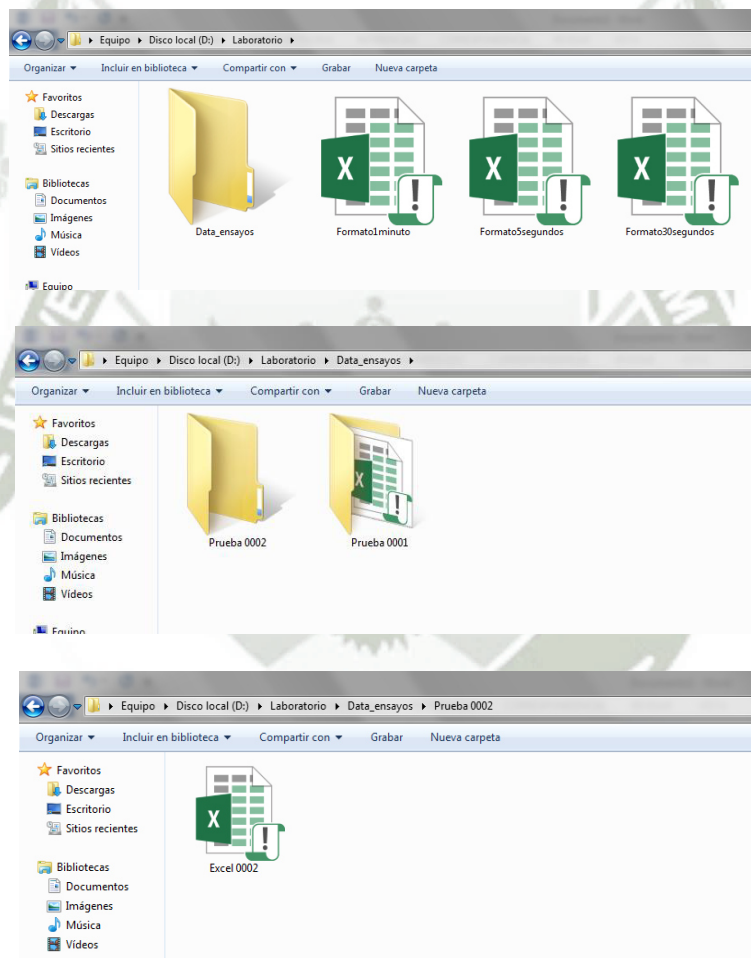 Equipo ▸ Disco local (D:) ▸ Laboratorio ▸
Organizar Incluir en biblioteca Compartir con Grabar Nueva carpeta
Favoritos
Descargas
Escritorio
Sitios recientes
Bibliotecas
Documentos
Imágenes
Música
Vídeos
Equipo
Data_ensayos Formato1minuto Formato5segundos Formato30segundos
Equipo ▸ Disco local (D:) ▸ Laboratorio ▸ Data_ensayos ▸
Organizar Incluir en biblioteca Compartir con Grabar Nueva carpeta
Favoritos
Descargas
Escritorio
Sitios recientes
Bibliotecas
Documentos
Imágenes
Música
Vídeos
Equipo
Prueba 0002 Prueba 0001
Equipo ▸ Disco local (D:) ▸ Laboratorio ▸ Data_ensayos ▸ Prueba 0002
Organizar Incluir en biblioteca Compartir con Grabar Nueva carpeta
Favoritos
Descargas
Escritorio
Sitios recientes
Bibliotecas
Documentos
Imágenes
Música
Vídeos
Excel 0002